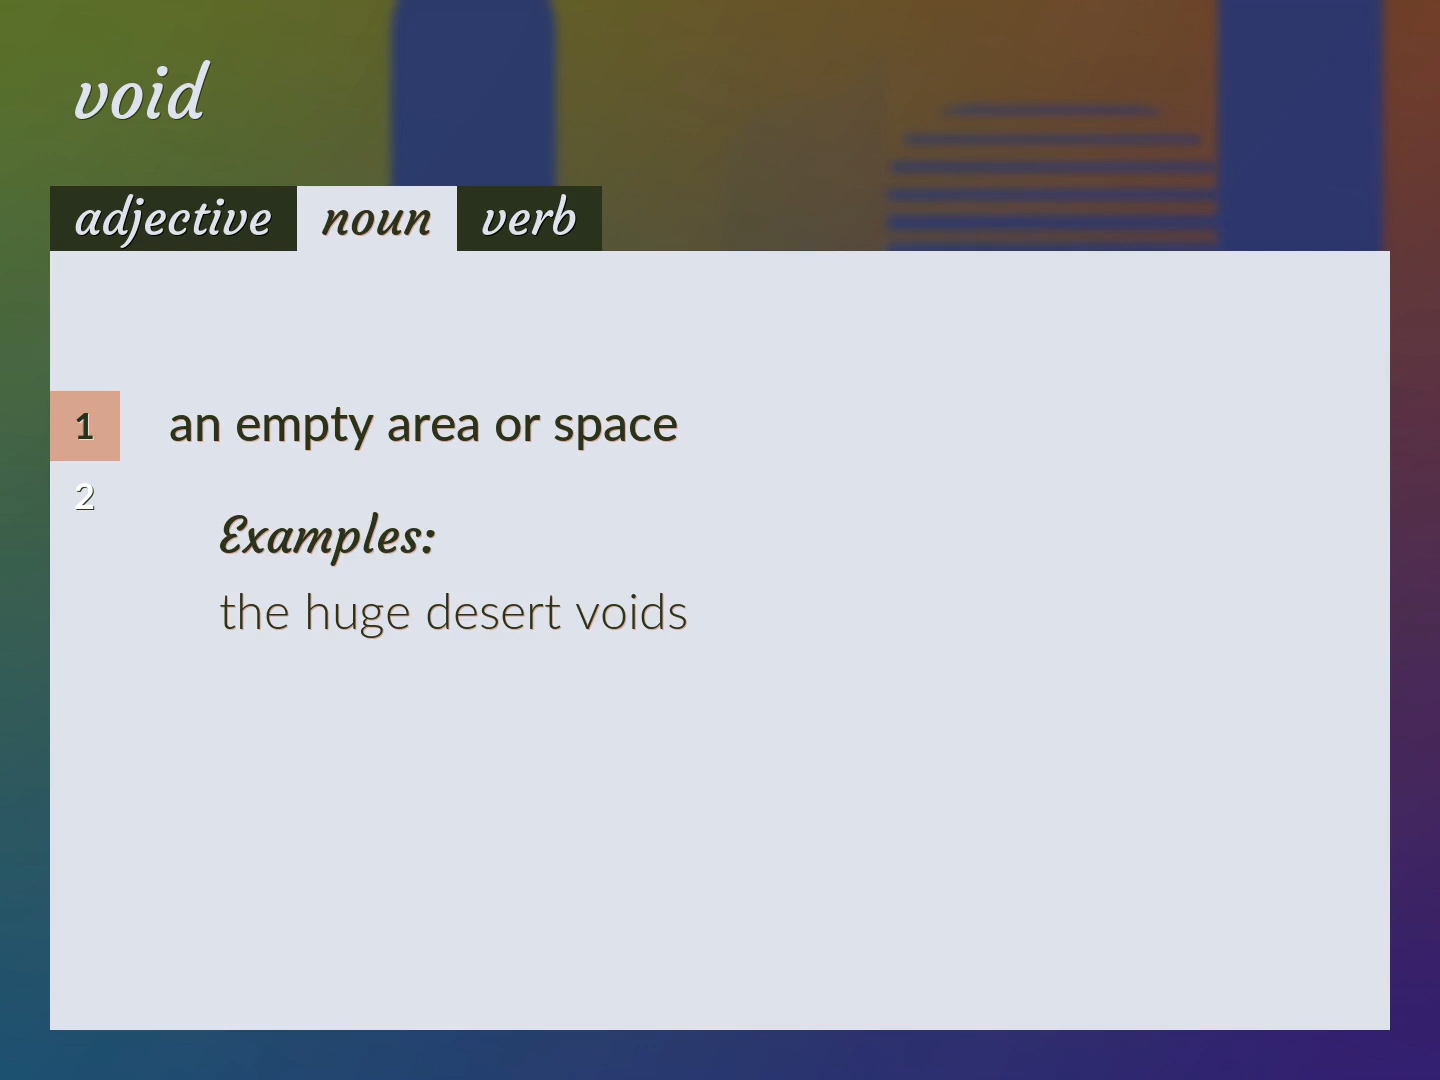 void
adjective noun verb
1 an empty area or space
2
Examples:
the huge desert voids